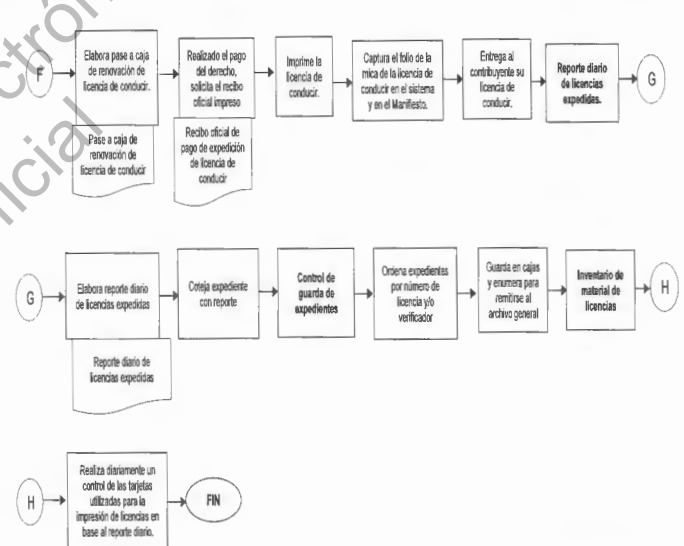 F
Elabora pase a caja
de renovación de
licencia de conducir.
Pase a caja de
renovación de
licencia de conducir
Realizado el pago
del derecho,
solicita el recibo
oficial impreso
Recibo oficial de
pago de expedición
de licencia de
conducir
Imprime la
licencia de
conducir.
Captura el folio de la
mica de la licencia de
conducir en el sistema
y en el Manifiesto.
Entrega al
contribuyente su
licencia de
conducir.
Reporte diario
de licencias
expedidas.
G
G
Elabora reporte diario
de licencias expedidas
Reporte diario de
licencias expedidas
Coteja expediente
con reporte
Control de
guarda de
expedientes
Ordena expedientes
por número de
licencia y/o
verificador
Guarda en cajas
y enumera para
remitirse al
archivo general
Inventario de
material de
licencias
H
H
Realiza diariamente un
control de las tarjetas
utilizadas para la
impresión de licencias en
base al reporte diario.
FIN